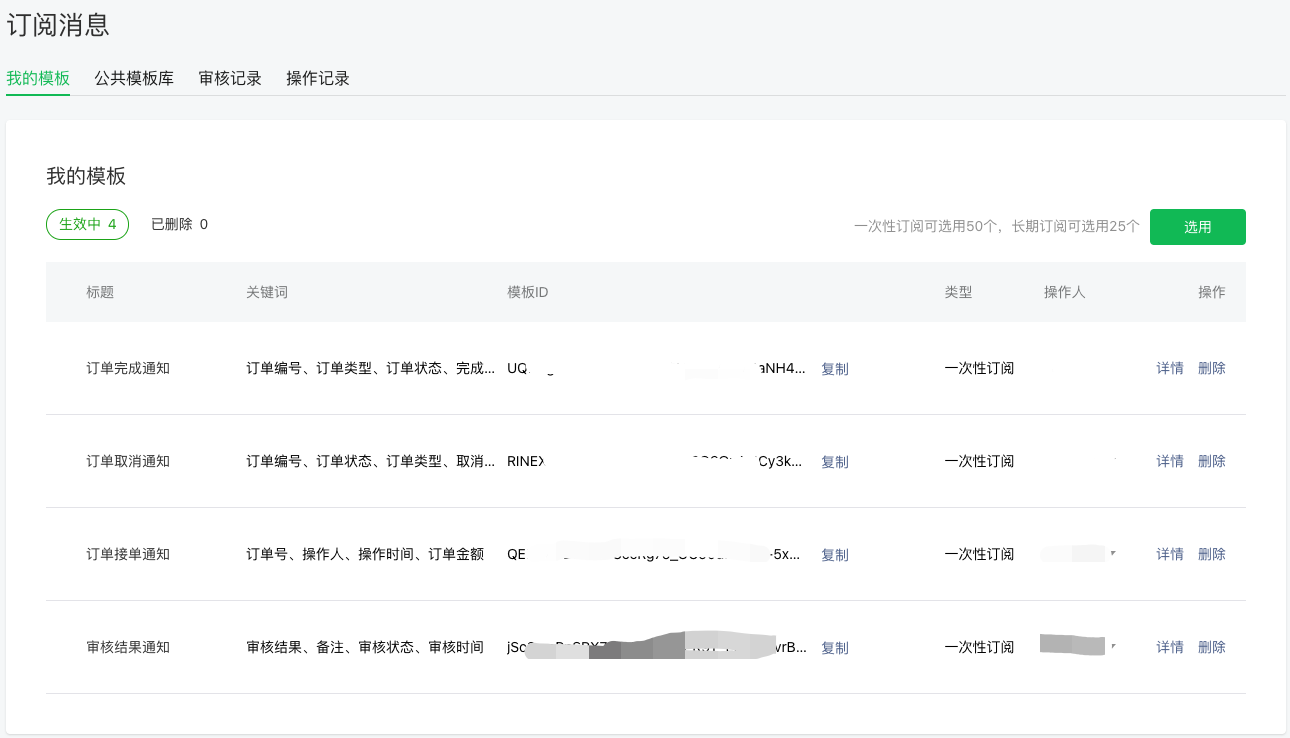 订阅消息
我的模板 公共模板库 审核记录 操作记录
我的模板
生效中 4 已删除 0 一次性订阅可选用50个，长期订阅可选用25个 选用
标题 关键词 模板ID 类型 操作人 操作
订单完成通知 订单编号、订单类型、订单状态、完成... UQ aNH4... 复制 一次性订阅 详情 删除
订单取消通知 订单编号、订单状态、订单类型、取消... RINEX Cy3k... 复制 一次性订阅 详情 删除
订单接单通知 订单号、操作人、操作时间、订单金额 QE -5x... 复制 一次性订阅 详情 删除
审核结果通知 审核结果、备注、审核状态、审核时间 vrB... 复制 一次性订阅 详情 删除